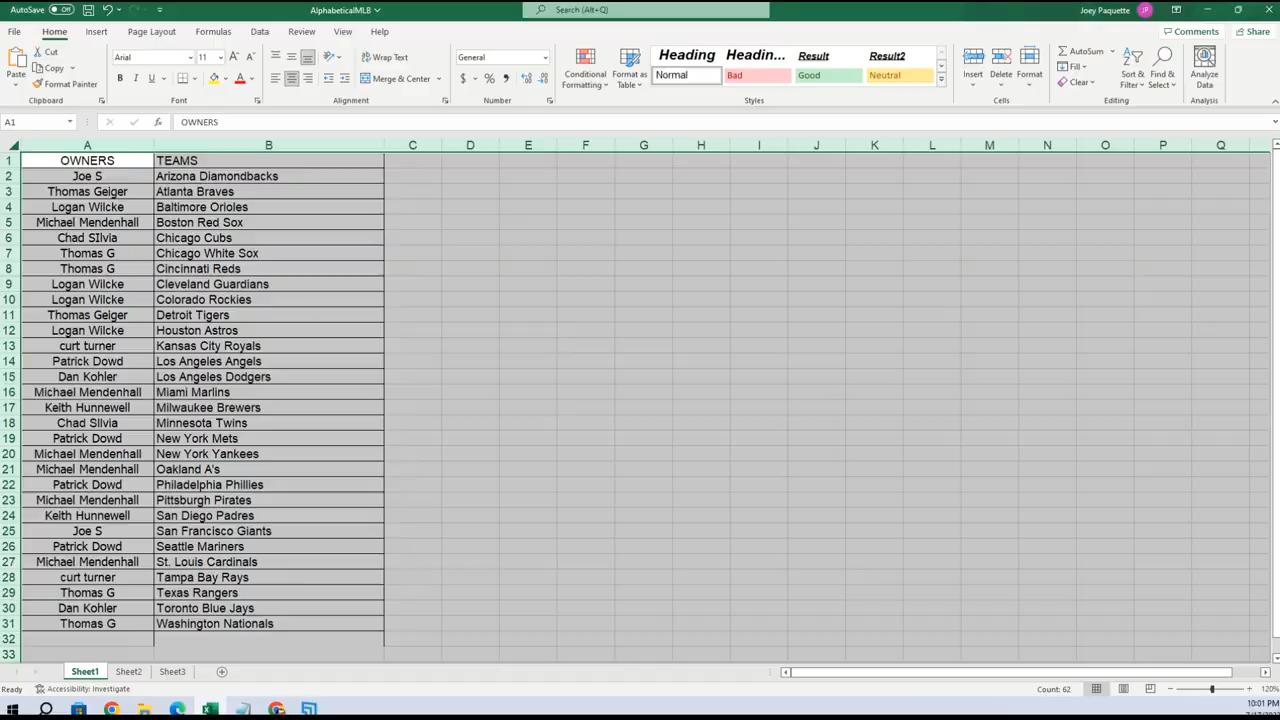 AutoSave Off AlphabeticalMLB Search (Alt+Q) Joey Paquette JP
File Home Insert Page Layout Formulas Data Review View Help Comments Share
Paste Cut Copy Format Painter Clipboard
Arial 11 A A B I U A Font
Wrap Text Merge & Center Alignment
General $ % , Number
Conditional Formatting Format as Table
Heading Headin... Result Result2
Normal Bad Good Neutral
Styles
Insert Delete Format Cells
AutoSum Fill Clear Sort & Filter Find & Select Editing
Analyze Data Analysis
A1 fx OWNERS
A B C D E F G H I J K L M N O P Q
1 OWNERS TEAMS
2 Joe S Arizona Diamondbacks
3 Thomas Geiger Atlanta Braves
4 Logan Wilcke Baltimore Orioles
5 Michael Mendenhall Boston Red Sox
6 Chad SIlvia Chicago Cubs
7 Thomas G Chicago White Sox
8 Thomas G Cincinnati Reds
9 Logan Wilcke Cleveland Guardians
10 Logan Wilcke Colorado Rockies
11 Thomas Geiger Detroit Tigers
12 Logan Wilcke Houston Astros
13 curt turner Kansas City Royals
14 Patrick Dowd Los Angeles Angels
15 Dan Kohler Los Angeles Dodgers
16 Michael Mendenhall Miami Marlins
17 Keith Hunnewell Milwaukee Brewers
18 Chad SIlvia Minnesota Twins
19 Patrick Dowd New York Mets
20 Michael Mendenhall New York Yankees
21 Michael Mendenhall Oakland A's
22 Patrick Dowd Philadelphia Phillies
23 Michael Mendenhall Pittsburgh Pirates
24 Keith Hunnewell San Diego Padres
25 Joe S San Francisco Giants
26 Patrick Dowd Seattle Mariners
27 Michael Mendenhall St. Louis Cardinals
28 curt turner Tampa Bay Rays
29 Thomas G Texas Rangers
30 Dan Kohler Toronto Blue Jays
31 Thomas G Washington Nationals
32
33
Sheet1 Sheet2 Sheet3
Ready Accessibility: Investigate Count: 62 120%
10:01 PM